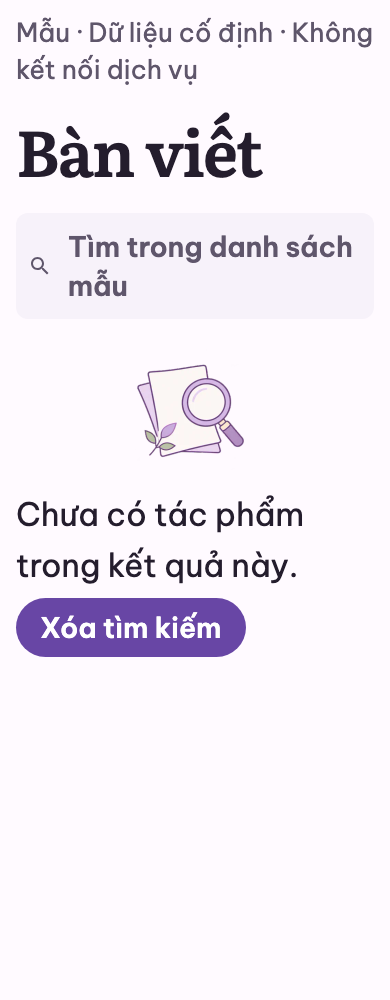 Mẫu · Dữ liệu cố định · Không
kết nối dịch vụ
Bàn viết
Tìm trong danh sách
mẫu
Chưa có tác phẩm
trong kết quả này.
Xóa tìm kiếm